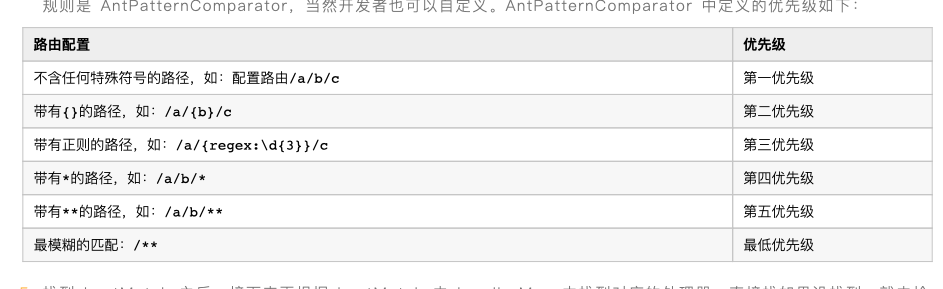 规则是 AntPatternComparator，当然开发者也可以自定义。AntPatternComparator 中定义的优先级如下：
路由配置 优先级
不含任何特殊符号的路径，如：配置路由/a/b/c 第一优先级
带有{}的路径，如：/a/{b}/c 第二优先级
带有正则的路径，如：/a/{regex:\d{3}}/c 第三优先级
带有*的路径，如：/a/b/* 第四优先级
带有**的路径，如：/a/b/** 第五优先级
最模糊的匹配：/** 最低优先级